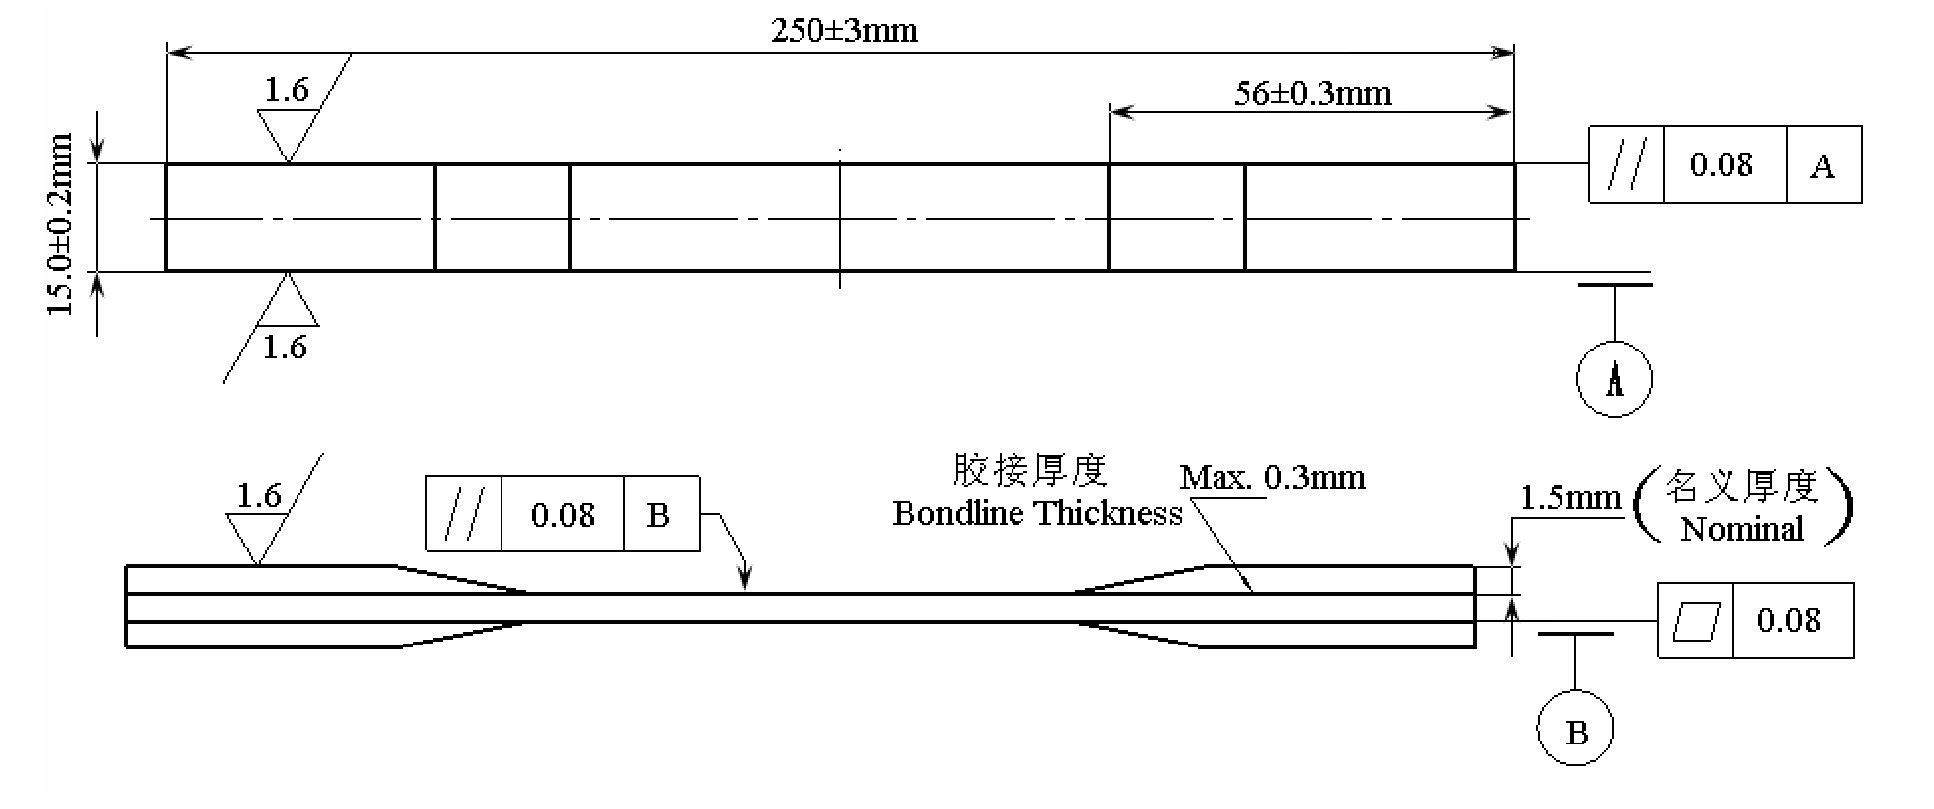 250±3mm
1.6
56±0.3mm
15.0±0.2mm
// 0.08 A
1.6
A
1.6
// 0.08 B
胶接厚度
Bondline Thickness
Max. 0.3mm
1.5mm
(名义厚度
Nominal)
0.08
B